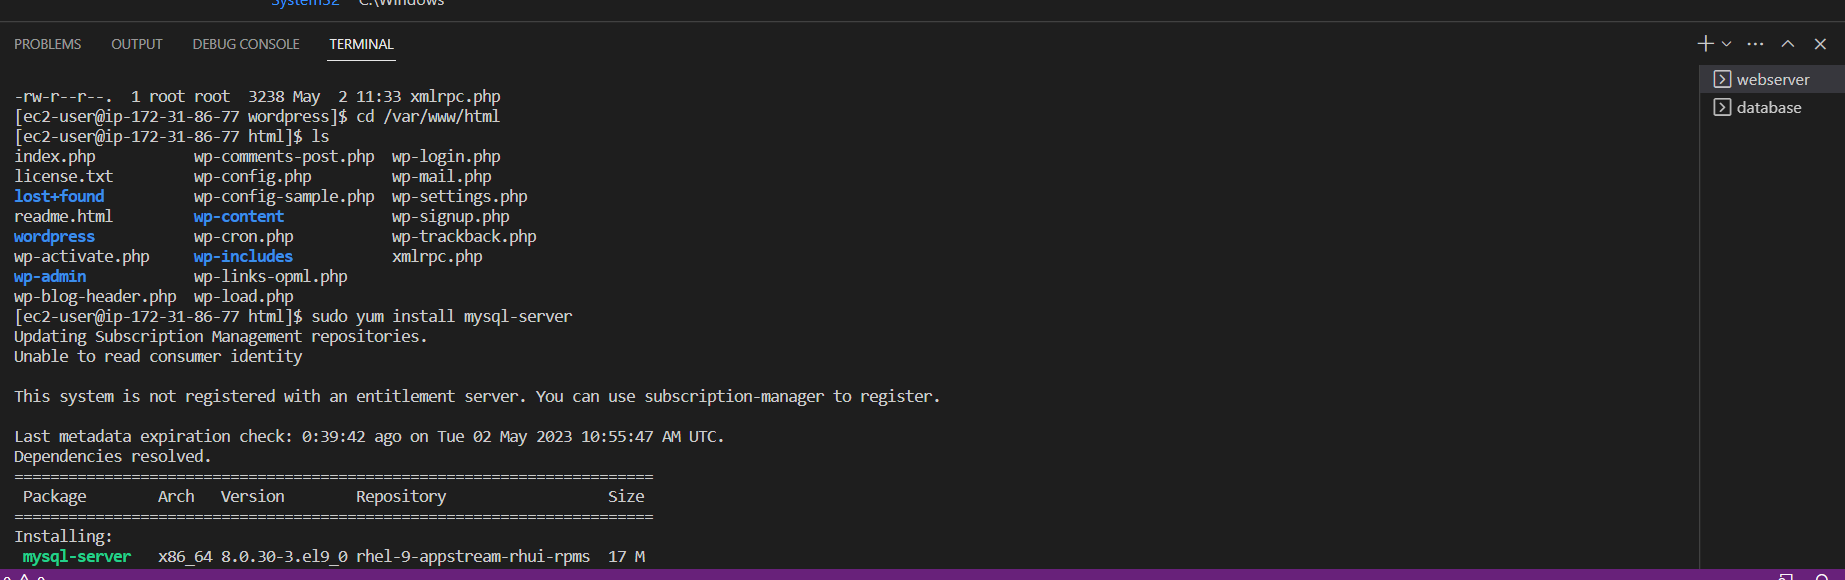 System32 C:\Windows
PROBLEMS OUTPUT DEBUG CONSOLE TERMINAL
-rw-r--r--. 1 root root 3238 May 2 11:33 xmlrpc.php
[ec2-user@ip-172-31-86-77 wordpress]$ cd /var/www/html
[ec2-user@ip-172-31-86-77 html]$ ls
index.php wp-comments-post.php wp-login.php
license.txt wp-config.php wp-mail.php
lost+found wp-config-sample.php wp-settings.php
readme.html wp-content wp-signup.php
wordpress wp-cron.php wp-trackback.php
wp-activate.php wp-includes xmlrpc.php
wp-admin wp-links-opml.php
wp-blog-header.php wp-load.php
[ec2-user@ip-172-31-86-77 html]$ sudo yum install mysql-server
Updating Subscription Management repositories.
Unable to read consumer identity
This system is not registered with an entitlement server. You can use subscription-manager to register.
Last metadata expiration check: 0:39:42 ago on Tue 02 May 2023 10:55:47 AM UTC.
Dependencies resolved.
================================================================================
Package Arch Version Repository Size
================================================================================
Installing:
mysql-server x86_64 8.0.30-3.el9_0 rhel-9-appstream-rhui-rpms 17 M
webserver
database